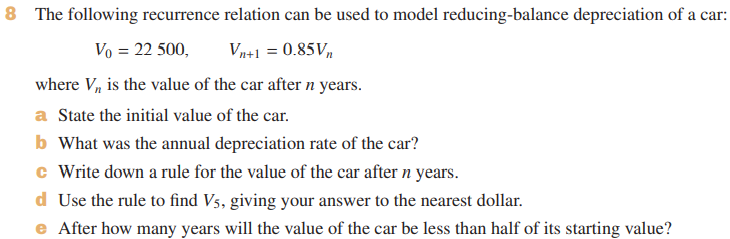 8 The following recurrence relation can be used to model reducing-balance depreciation of a car:
V₀ = 22 500, Vₙ₊₁ = 0.85Vₙ
where Vₙ is the value of the car after n years.
a State the initial value of the car.
b What was the annual depreciation rate of the car?
c Write down a rule for the value of the car after n years.
d Use the rule to find V₅, giving your answer to the nearest dollar.
e After how many years will the value of the car be less than half of its starting value?